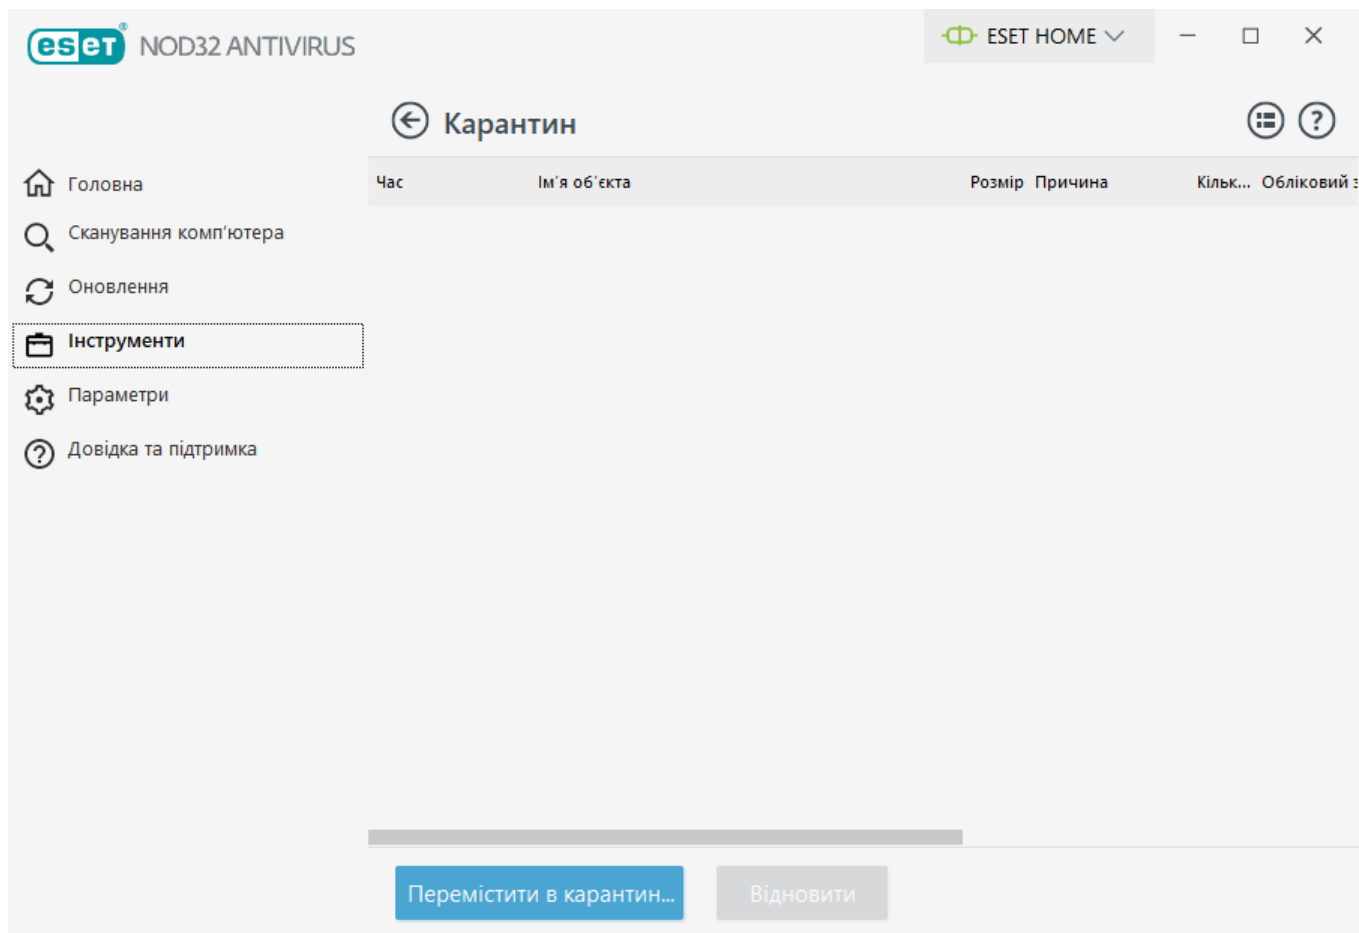 eset® NOD32 ANTIVIRUS
ESET HOME
Карантин
Час Ім'я об'єкта Розмір Причина Кільк... Обліковий з
Головна
Сканування комп'ютера
Оновлення
Інструменти
Параметри
Довідка та підтримка
Перемістити в карантин... Відновити